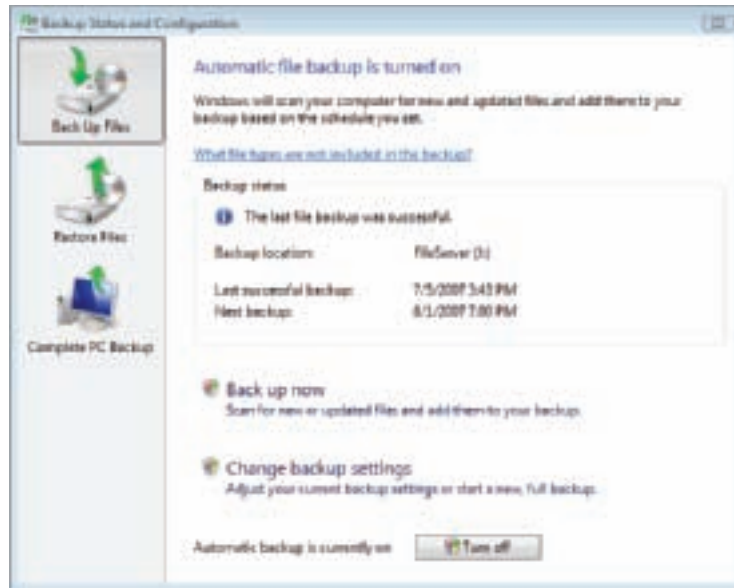 Backup Status and Configuration
Back Up Files
Restore Files
Complete PC Backup
Automatic file backup is turned on
Windows will scan your computer for new and updated files and add them to your
backup based on the schedule you set.
What file types are not included in the backup?
Backup status
The last file backup was successful.
Backup location: FileServer
Last successful backup: 7/5/2007 3:43 PM
Next backup: 8/1/2007 7:00 PM
Back up now
Scan for new or updated files and add them to your backup.
Change backup settings
Adjust your current backup settings or start a new, full backup.
Automatic backup is currently on
Turn off